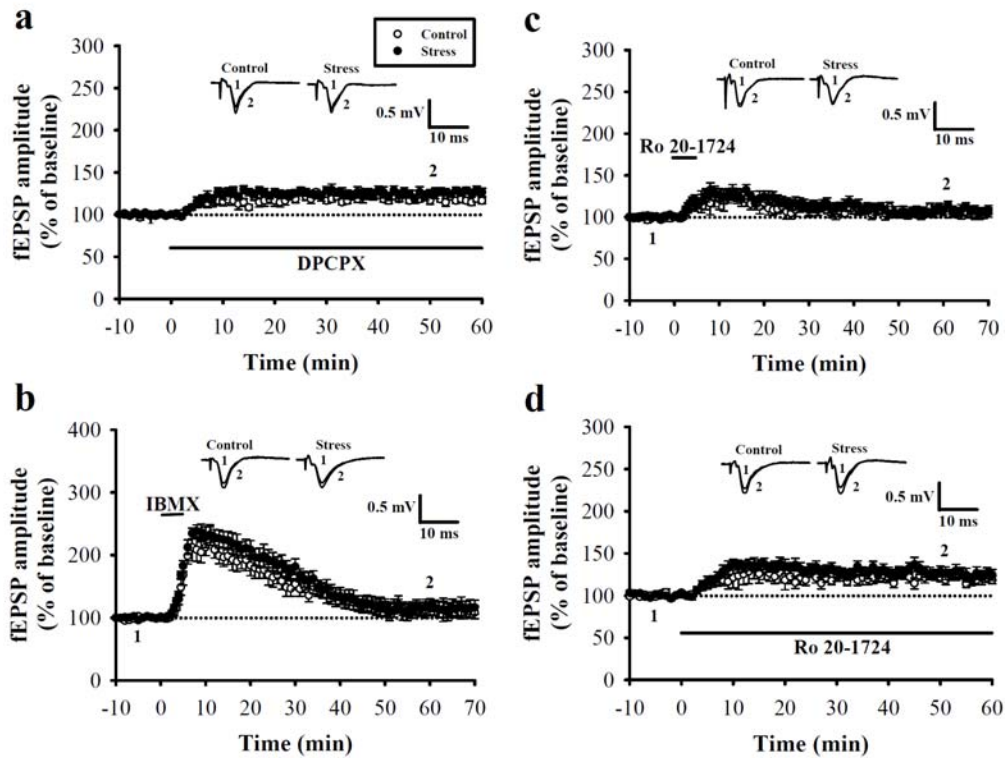 a
Control
Stress
300
250
200
150
100
50
0
fEPSP amplitude
(% of baseline)
Control
Stress
1
2
1
2
0.5 mV
10 ms
2
DPCPX
-10 0 10 20 30 40 50 60
Time (min)
c
300
250
200
150
100
50
0
fEPSP amplitude
(% of baseline)
Control
Stress
1
2
1
2
0.5 mV
10 ms
Ro 20-1724
2
1
-10 0 10 20 30 40 50 60 70
Time (min)
b
400
300
200
100
0
fEPSP amplitude
(% of baseline)
Control
Stress
1
2
1
2
0.5 mV
10 ms
IBMX
2
1
-10 0 10 20 30 40 50 60 70
Time (min)
d
300
250
200
150
100
50
0
fEPSP amplitude
(% of baseline)
Control
Stress
1
2
1
2
0.5 mV
10 ms
2
1
Ro 20-1724
-10 0 10 20 30 40 50 60
Time (min)